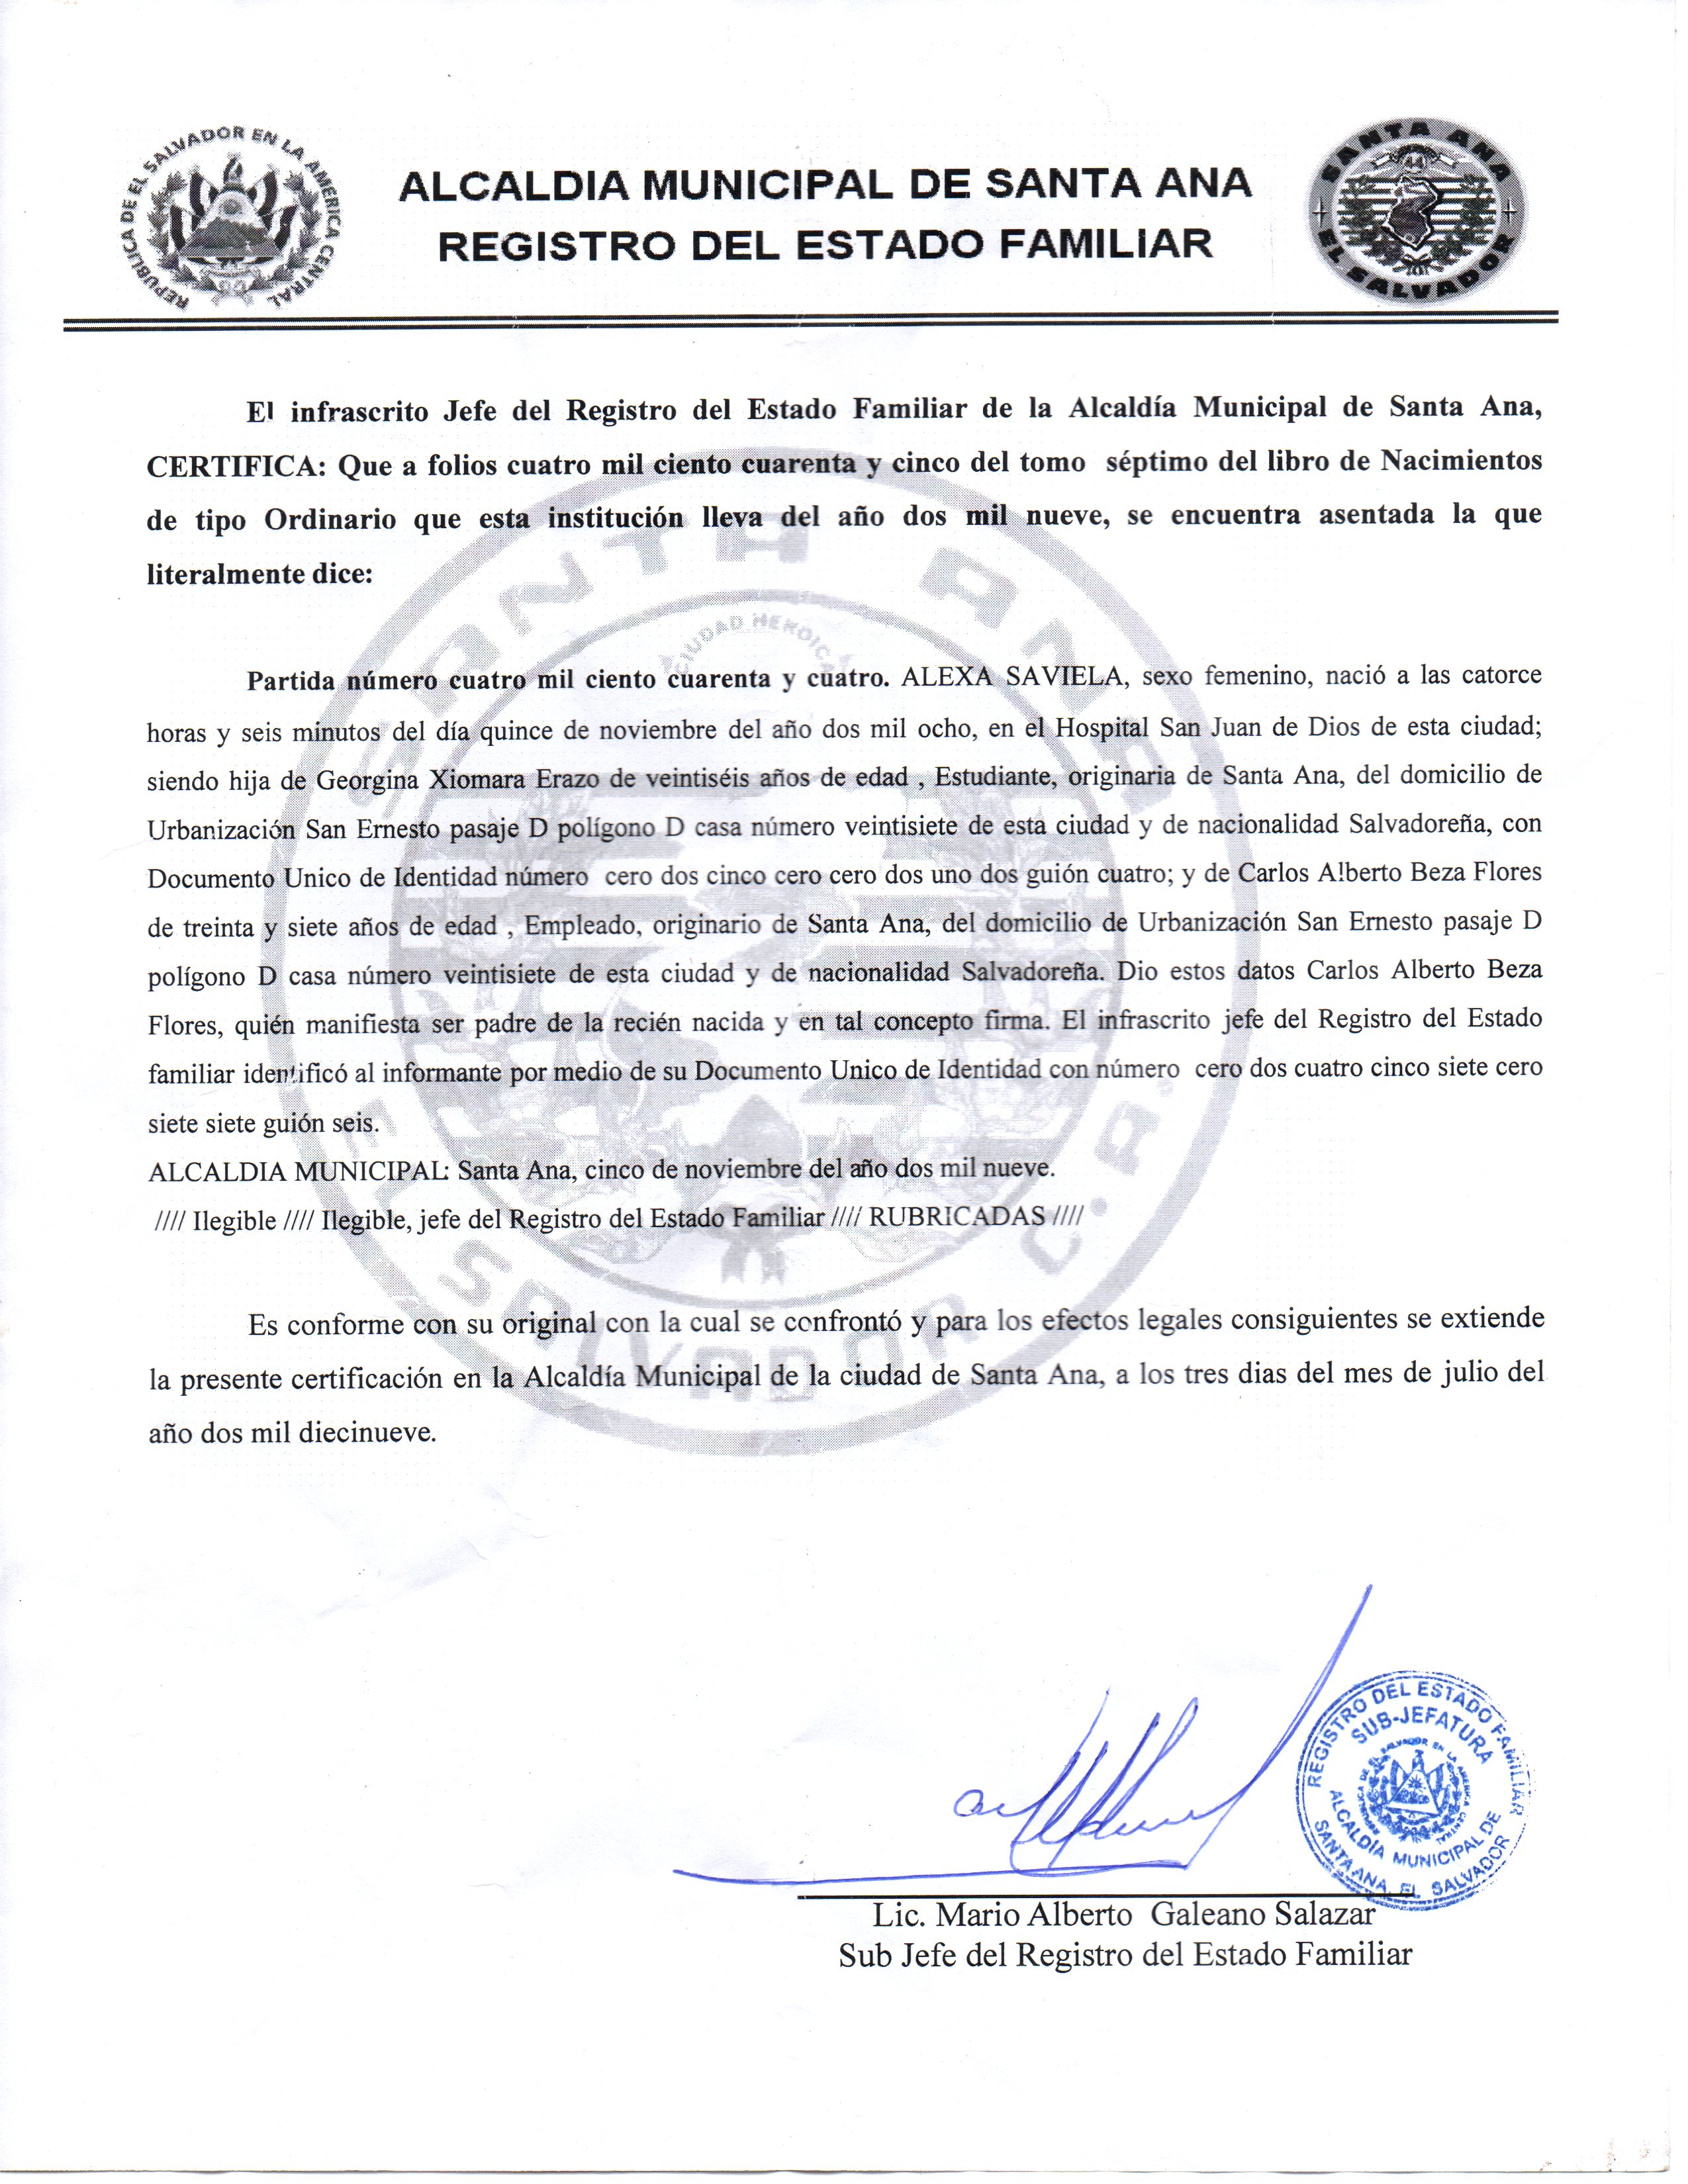 REPUBLICA DE EL SALVADOR EN LA AMERICA CENTRAL
ALCALDIA MUNICIPAL DE SANTA ANA
REGISTRO DEL ESTADO FAMILIAR
SANTA ANA
44
EL SALVADOR
El infrascrito Jefe del Registro del Estado Familiar de la Alcaldía Municipal de Santa Ana,
CERTIFICA: Que a folios cuatro mil ciento cuarenta y cinco del tomo séptimo del libro de Nacimientos
de tipo Ordinario que esta institución lleva del año dos mil nueve, se encuentra asentada la que
literalmente dice:
Partida número cuatro mil ciento cuarenta y cuatro. ALEXA SAVIELA, sexo femenino, nació a las catorce
horas y seis minutos del día quince de noviembre del año dos mil ocho, en el Hospital San Juan de Dios de esta ciudad;
siendo hija de Georgina Xiomara Erazo de veintiséis años de edad , Estudiante, originaria de Santa Ana, del domicilio de
Urbanización San Ernesto pasaje D polígono D casa número veintisiete de esta ciudad y de nacionalidad Salvadoreña, con
Documento Unico de Identidad número cero dos cinco cero cero dos uno dos guión cuatro; y de Carlos Alberto Beza Flores
de treinta y siete años de edad , Empleado, originario de Santa Ana, del domicilio de Urbanización San Ernesto pasaje D
polígono D casa número veintisiete de esta ciudad y de nacionalidad Salvadoreña. Dio estos datos Carlos Alberto Beza
Flores, quién manifiesta ser padre de la recién nacida y en tal concepto firma. El infrascrito jefe del Registro del Estado
familiar identificó al informante por medio de su Documento Unico de Identidad con número cero dos cuatro cinco siete cero
siete siete guión seis.
ALCALDIA MUNICIPAL: Santa Ana, cinco de noviembre del año dos mil nueve.
//// Ilegible //// Ilegible, jefe del Registro del Estado Familiar //// RUBRICADAS ////
Es conforme con su original con la cual se confrontó y para los efectos legales consiguientes se extiende
la presente certificación en la Alcaldía Municipal de la ciudad de Santa Ana, a los tres dias del mes de julio del
año dos mil diecinueve.
SANTA ANA
CIUDAD HEROICA
EL SALVADOR C.A.
REGISTRO DEL ESTADO FAMILIAR
SUB-JEFATURA
ALCALDÍA MUNICIPAL DE
SANTA ANA, EL SALVADOR
Lic. Mario Alberto Galeano Salazar
Sub Jefe del Registro del Estado Familiar